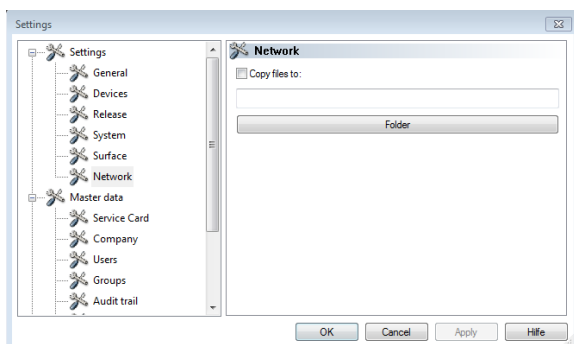 Settings
Settings
General
Devices
Release
System
Surface
Network
Master data
Service Card
Company
Users
Groups
Audit trail
Network
Copy files to:
Folder
OK
Cancel
Apply
Hilfe